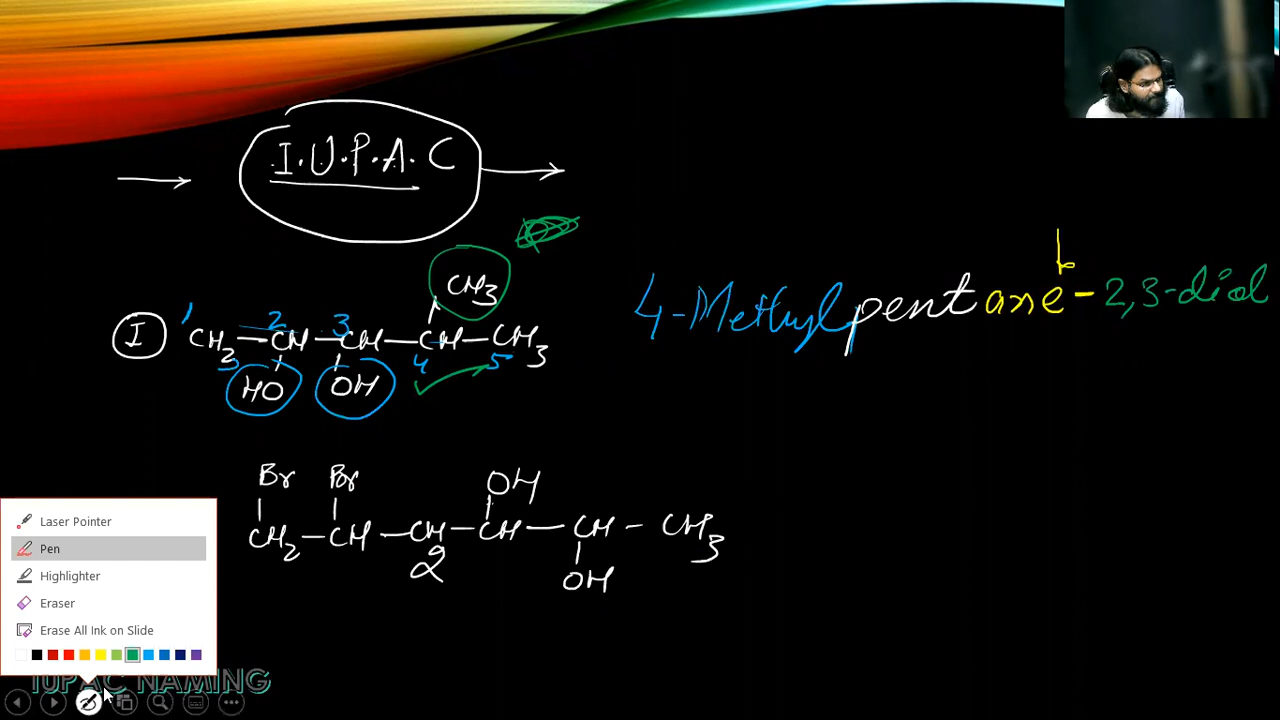 I.U.P.A.C
CH3
4-Methylpentane-2,3-diol
1 2 3
I CH2-CH-CH-CH-CH3
3 4 5
HO OH
Br Br OH
CH2-CH-CH2-CH-CH-CH3
OH
Laser Pointer
Pen
Highlighter
Eraser
Erase All Ink on Slide
IUPAC NAMING